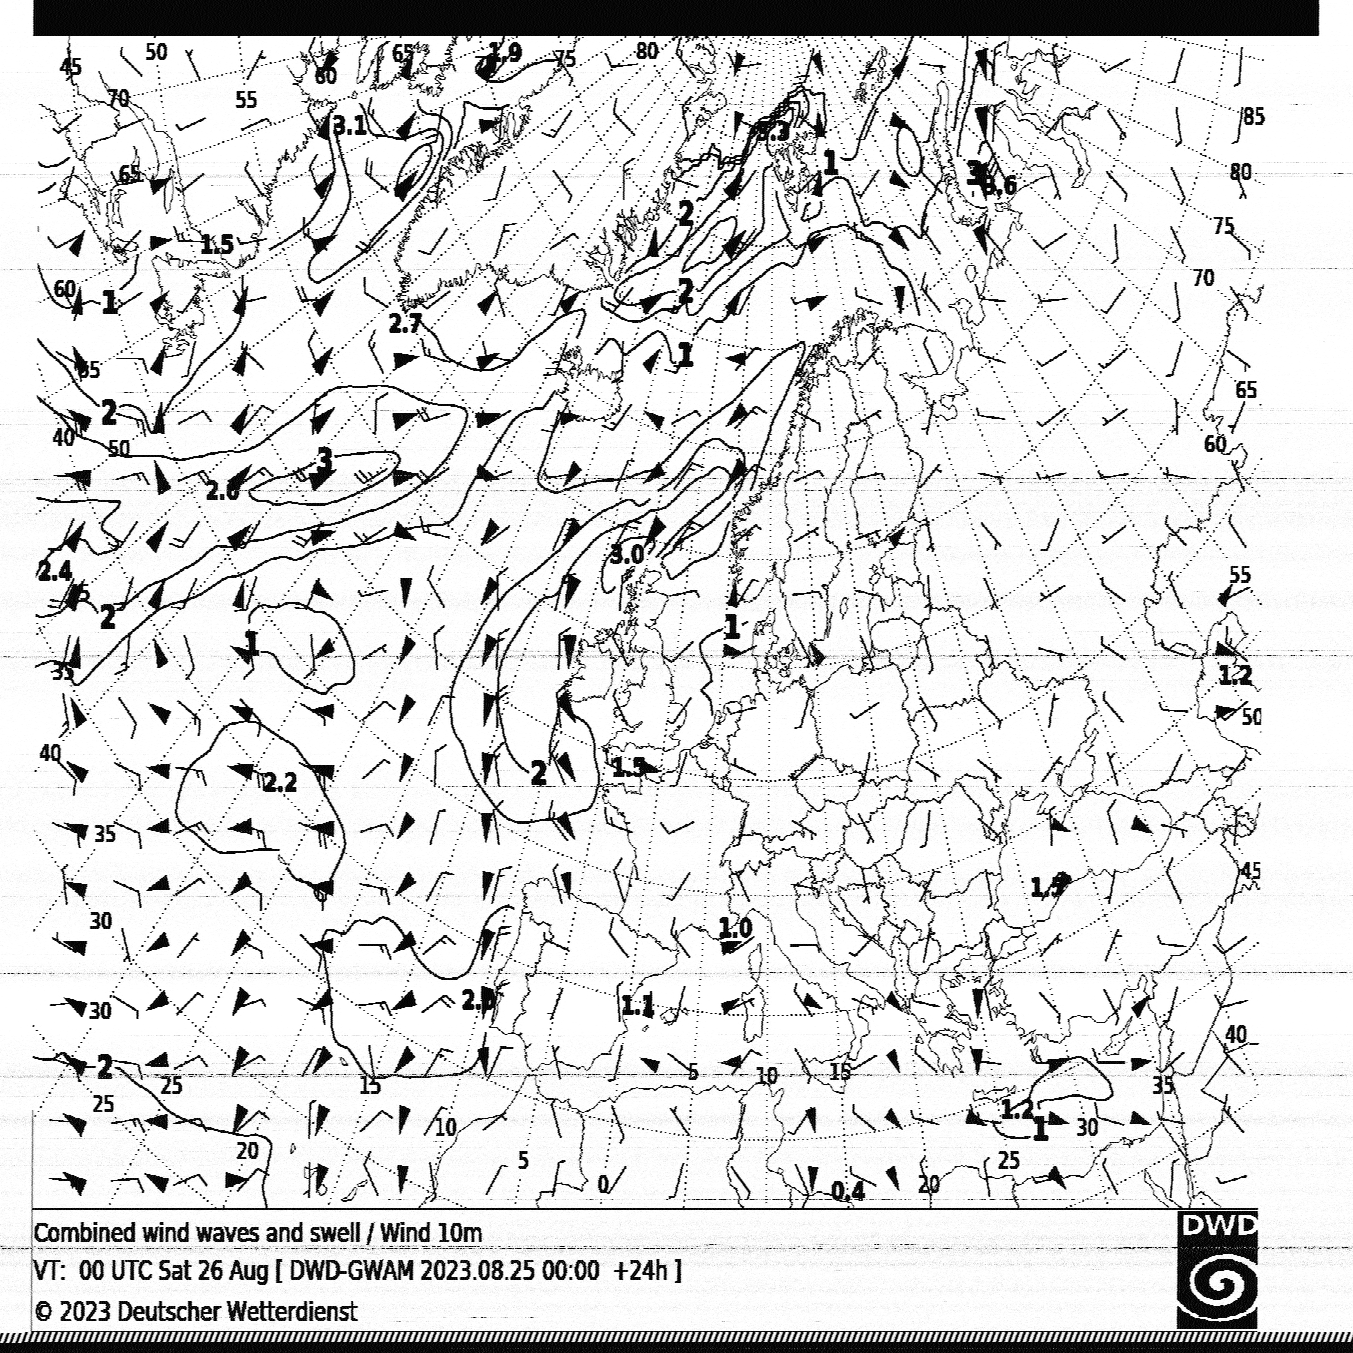 50 65 1.9 75 80
45 60
70 55
3.1 85
3.3
65 1 80
3 3.6
2
75
1.5
70
60 1 2
2.7
1
55 65
2
40 50 60
3
2.6
3.0
2.4 55
45
2 1 1
35 1.2
50
40 2 1.5
2.2
35
45
1.5
30 1.0
2.0 1.1
30
40
2 25 15 5 10 15 35
25 1.2
10 1 30
20
5 25
0 0.4 20
Combined wind waves and swell / Wind 10m
VT: 00 UTC Sat 26 Aug [ DWD-GWAM 2023.08.25 00:00 +24h ]
© 2023 Deutscher Wetterdienst
DWD